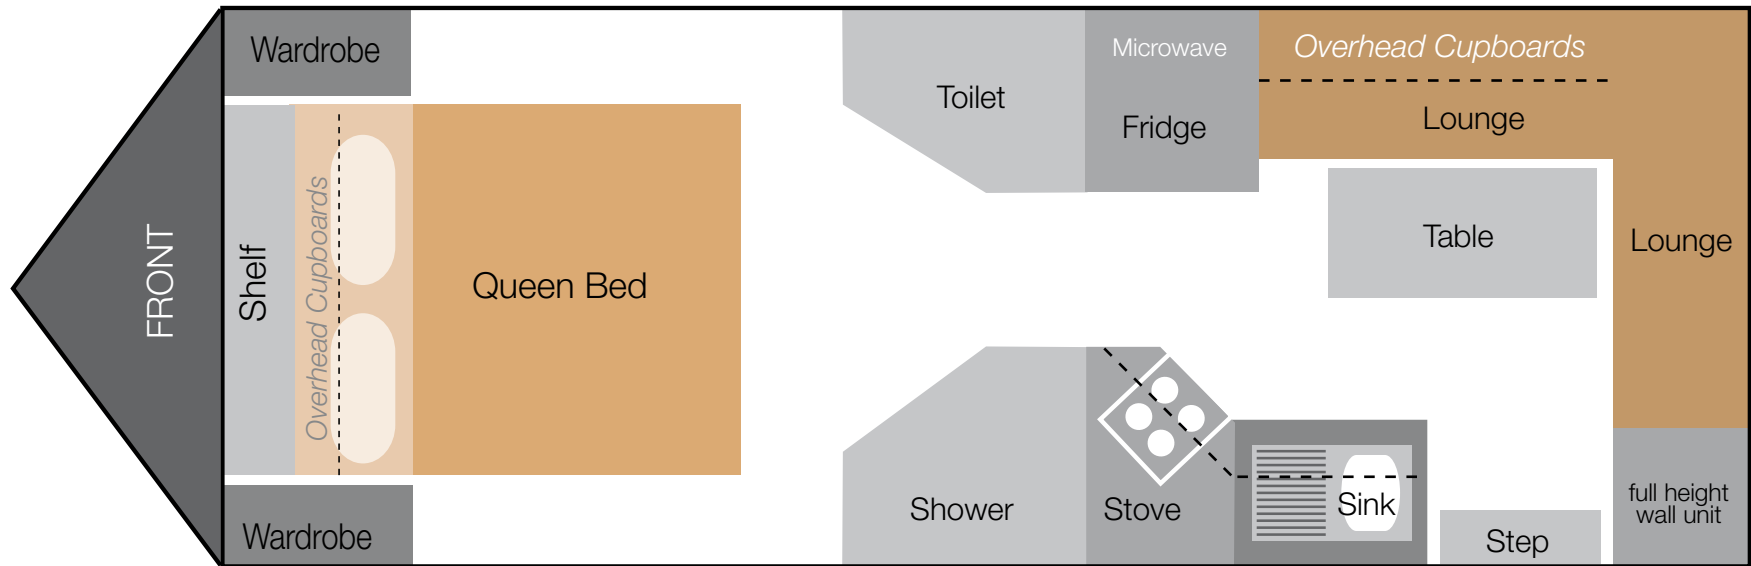 FRONT
Wardrobe
Shelf
Overhead Cupboards
Queen Bed
Wardrobe
Toilet
Microwave
Fridge
Overhead Cupboards
Lounge
Table
Lounge
Shower
Stove
Sink
Step
full height
wall unit